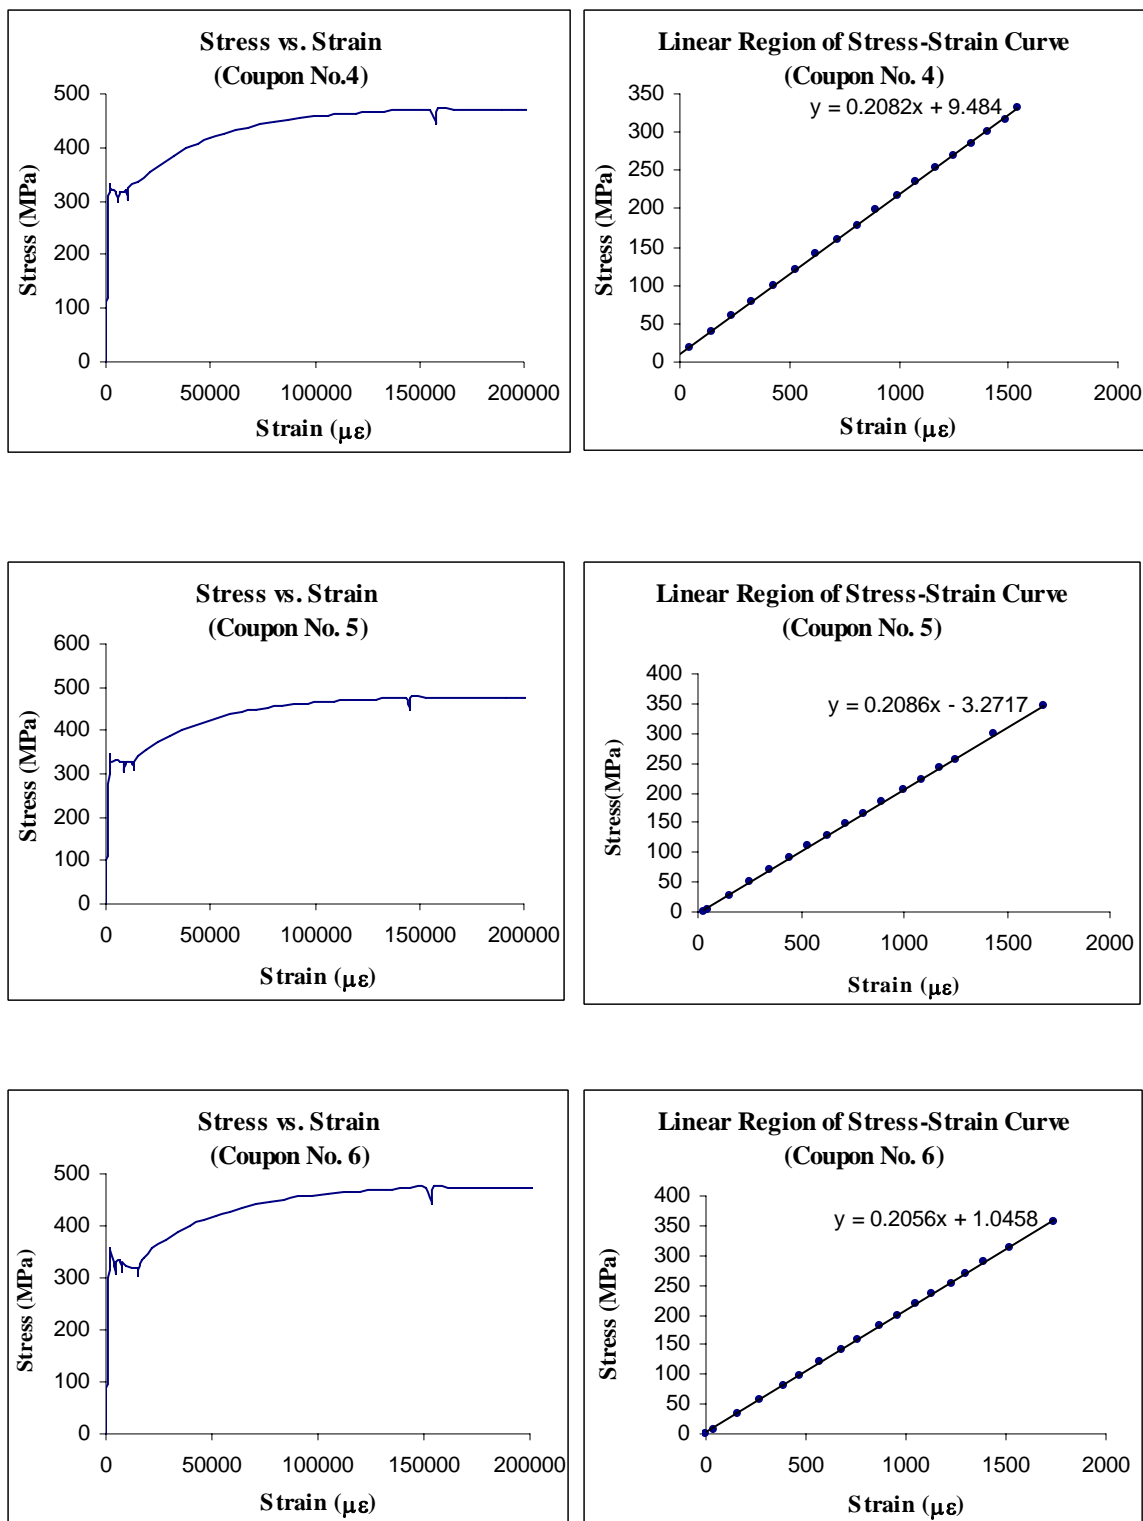 Stress vs. Strain
(Coupon No.4)
500
400
300
200
100
0
0 50000 100000 150000 200000
Stress (MPa)
Strain (με)
Linear Region of Stress-Strain Curve
(Coupon No. 4)
y = 0.2082x + 9.484
350
300
250
200
150
100
50
0
0 500 1000 1500 2000
Stress (MPa)
Strain (με)
Stress vs. Strain
(Coupon No. 5)
600
500
400
300
200
100
0
0 50000 100000 150000 200000
Stress (MPa)
Strain (με)
Linear Region of Stress-Strain Curve
(Coupon No. 5)
y = 0.2086x - 3.2717
400
350
300
250
200
150
100
50
0
0 500 1000 1500 2000
Stress(MPa)
Strain (με)
Stress vs. Strain
(Coupon No. 6)
500
400
300
200
100
0
0 50000 100000 150000 200000
Stress (MPa)
Strain (με)
Linear Region of Stress-Strain Curve
(Coupon No. 6)
y = 0.2056x + 1.0458
400
350
300
250
200
150
100
50
0
0 500 1000 1500 2000
Stress (MPa)
Strain (με)